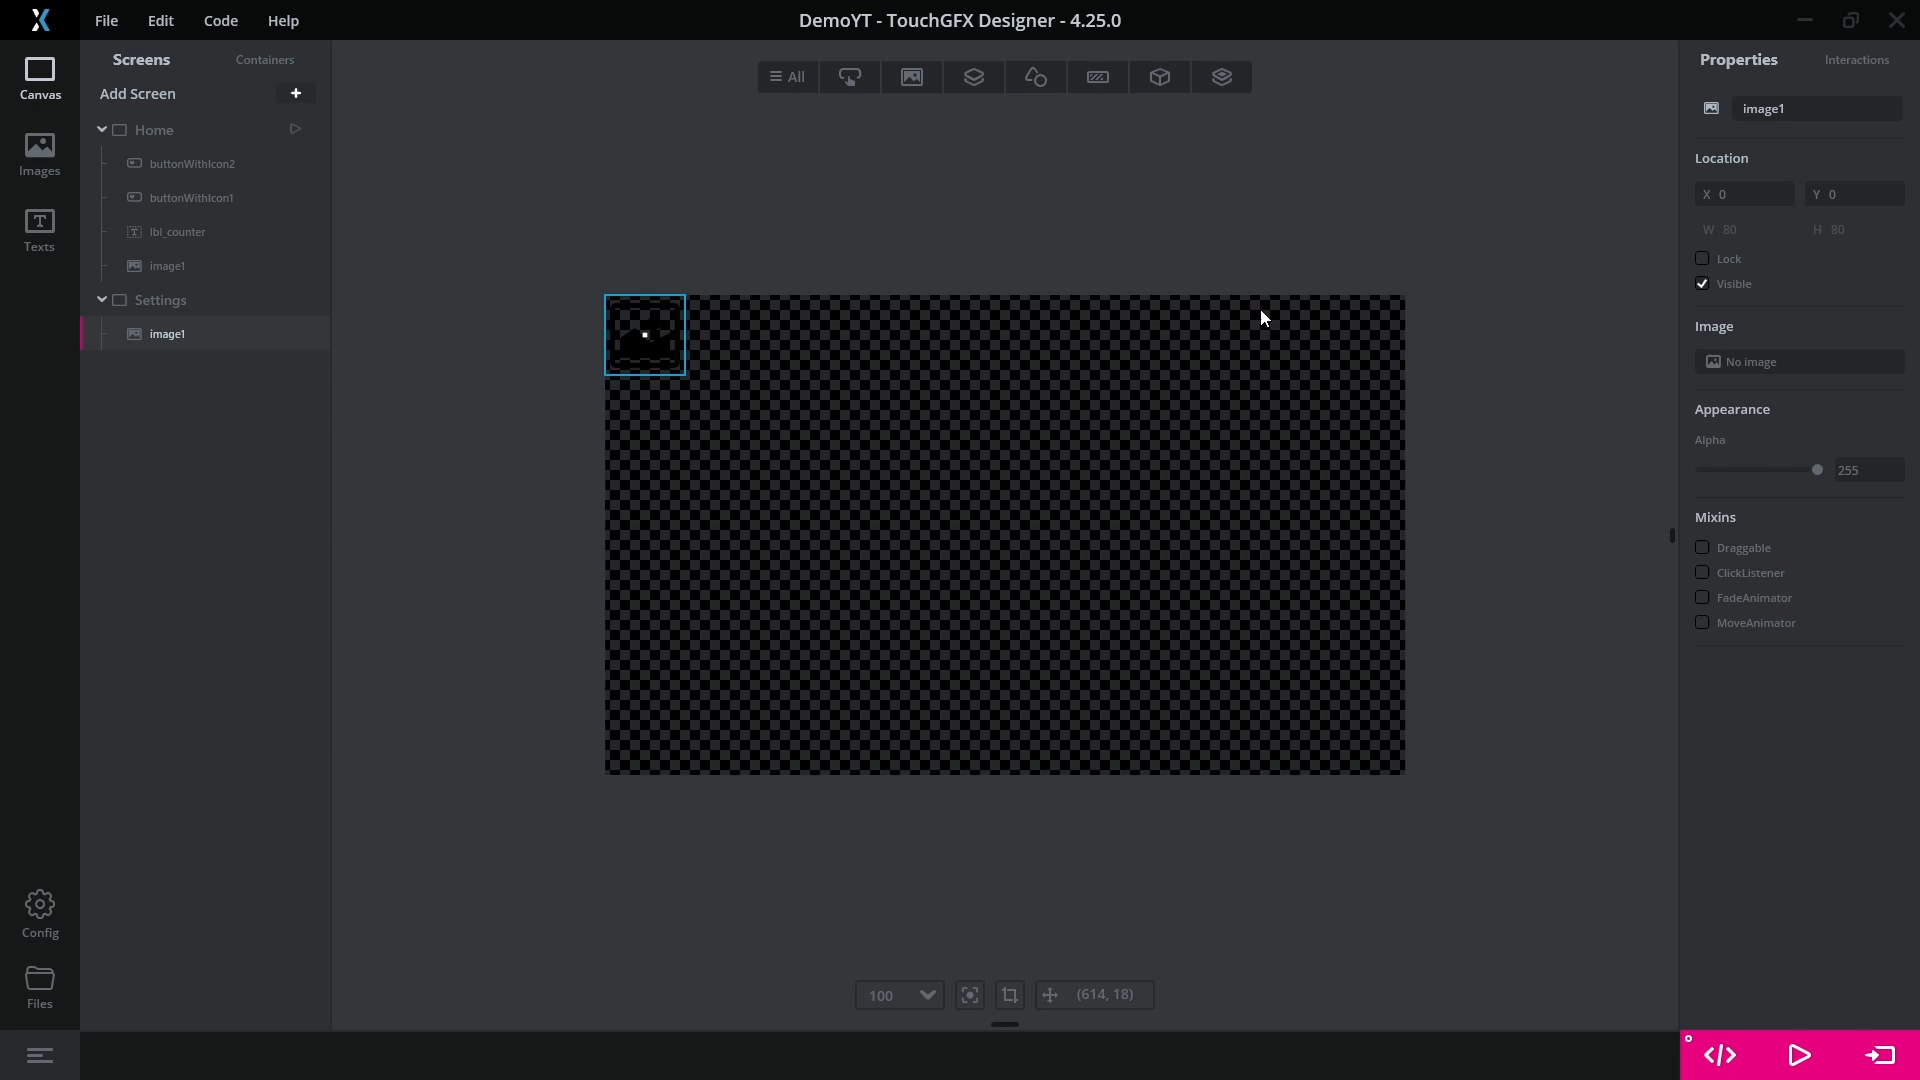 File Edit Code Help DemoYT - TouchGFX Designer - 4.25.0
Canvas
Images
Texts
Config
Files
Screens Containers
Add Screen +
Home
buttonWithIcon2
buttonWithIcon1
lbl_counter
image1
Settings
image1
All
100 (614, 18)
Properties Interactions
image1
Location
X 0 Y 0
W 80 H 80
Lock
Visible
Image
No image
Appearance
Alpha
255
Mixins
Draggable
ClickListener
FadeAnimator
MoveAnimator